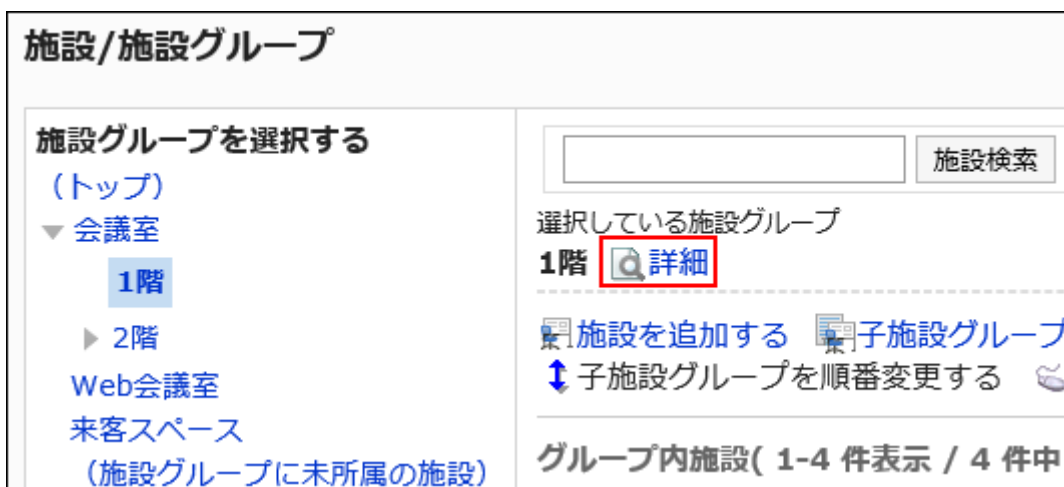 施設/施設グループ
施設グループを選択する
（トップ）
会議室
1階
2階
Web会議室
来客スペース
（施設グループに未所属の施設）
施設検索
選択している施設グループ
1階 詳細
施設を追加する 子施設グループ
子施設グループを順番変更する
グループ内施設( 1-4 件表示 / 4 件中